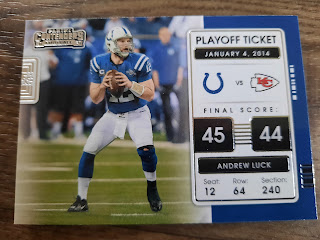 PANINI
CONTENDERS
PLAYOFF TICKET
JANUARY 4, 2014
VS
FINAL SCORE:
45 44
ANDREW LUCK
Seat: Row: Section:
12 64 240